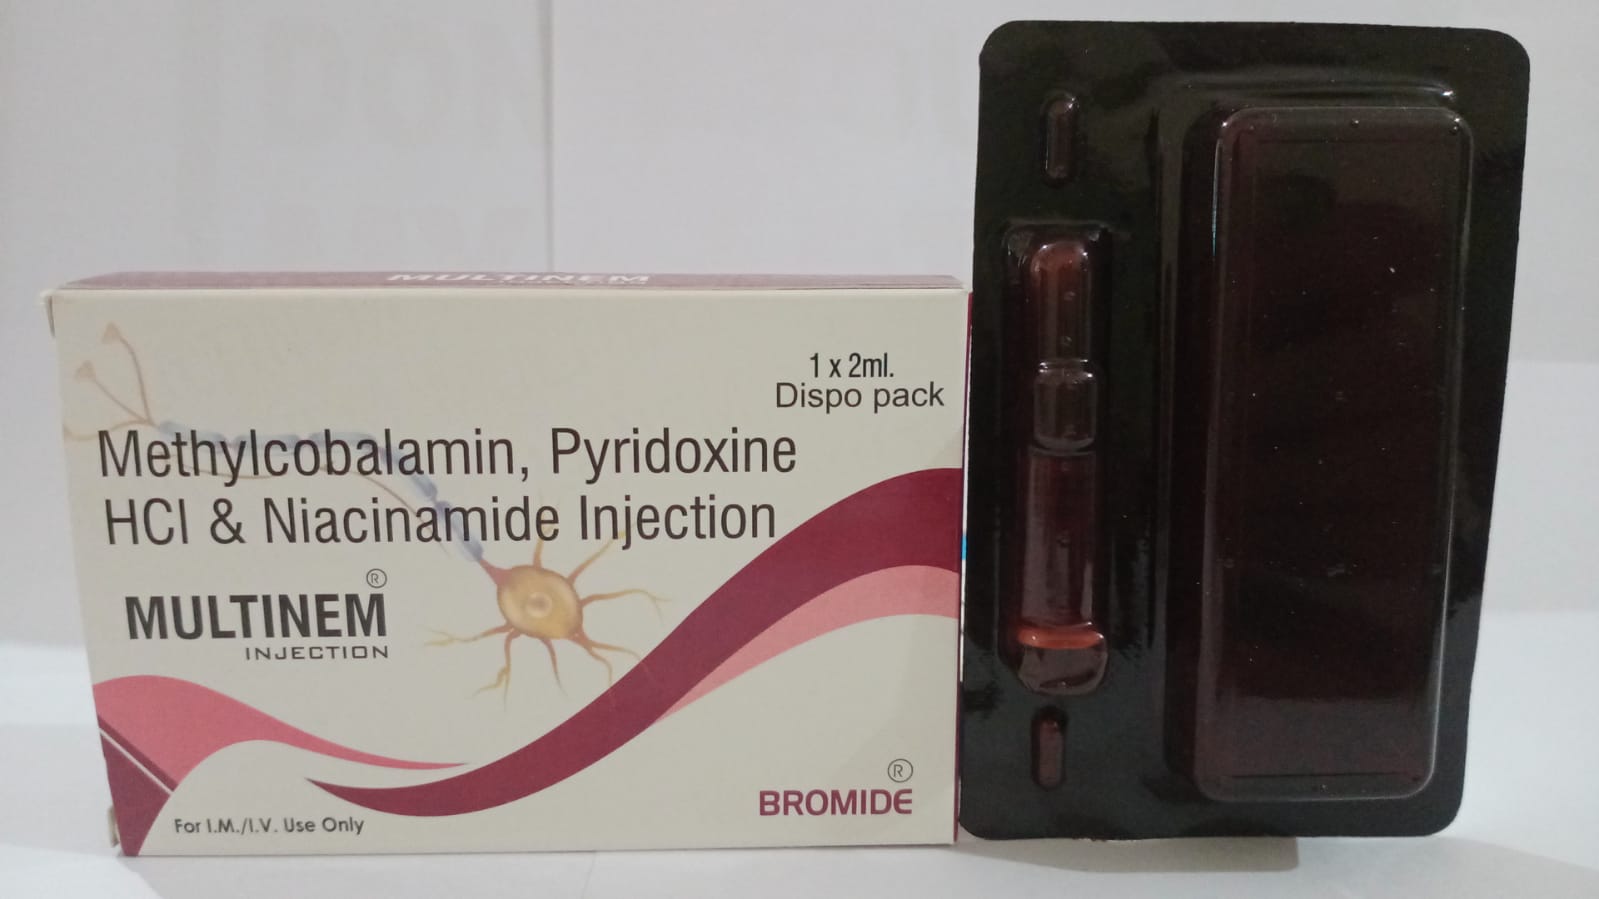 MULTINEM
1 x 2ml.
Dispo pack
Methylcobalamin, Pyridoxine
HCl & Niacinamide Injection
MULTINEM ®
INJECTION
®
BROMIDE
For I.M./I.V. Use Only